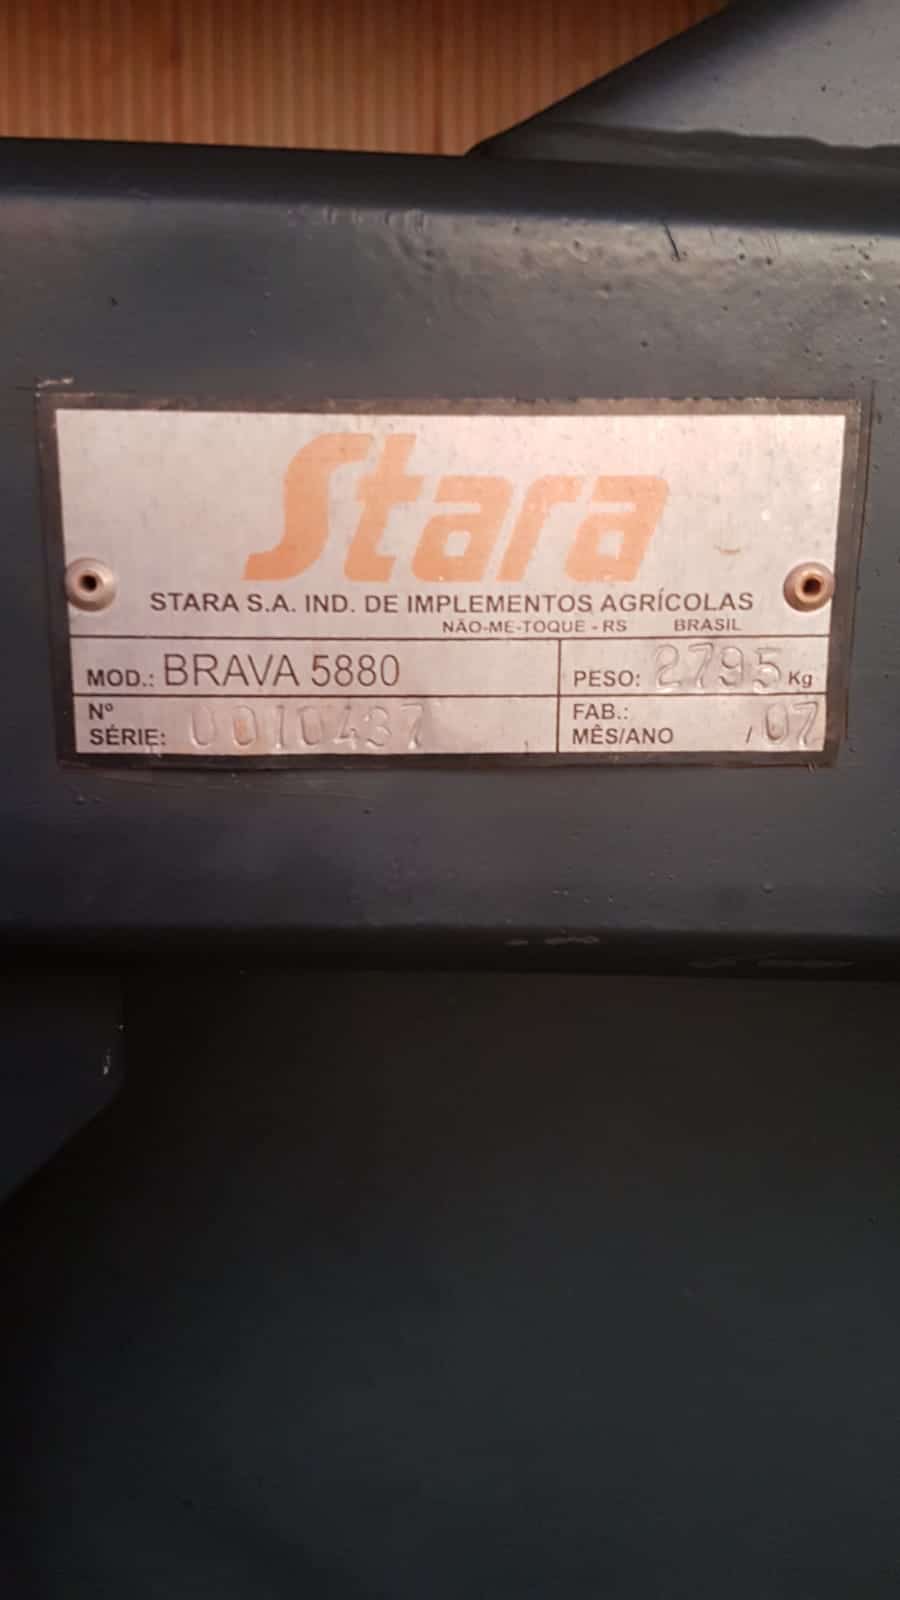 Stara
STARA S.A. IND. DE IMPLEMENTOS AGRÍCOLAS
NÃO-ME-TOQUE - RS BRASIL
MOD.: BRAVA 5880
PESO: 2795 Kg
Nº
SÉRIE: 0010437
FAB.:
MÊS/ANO /07